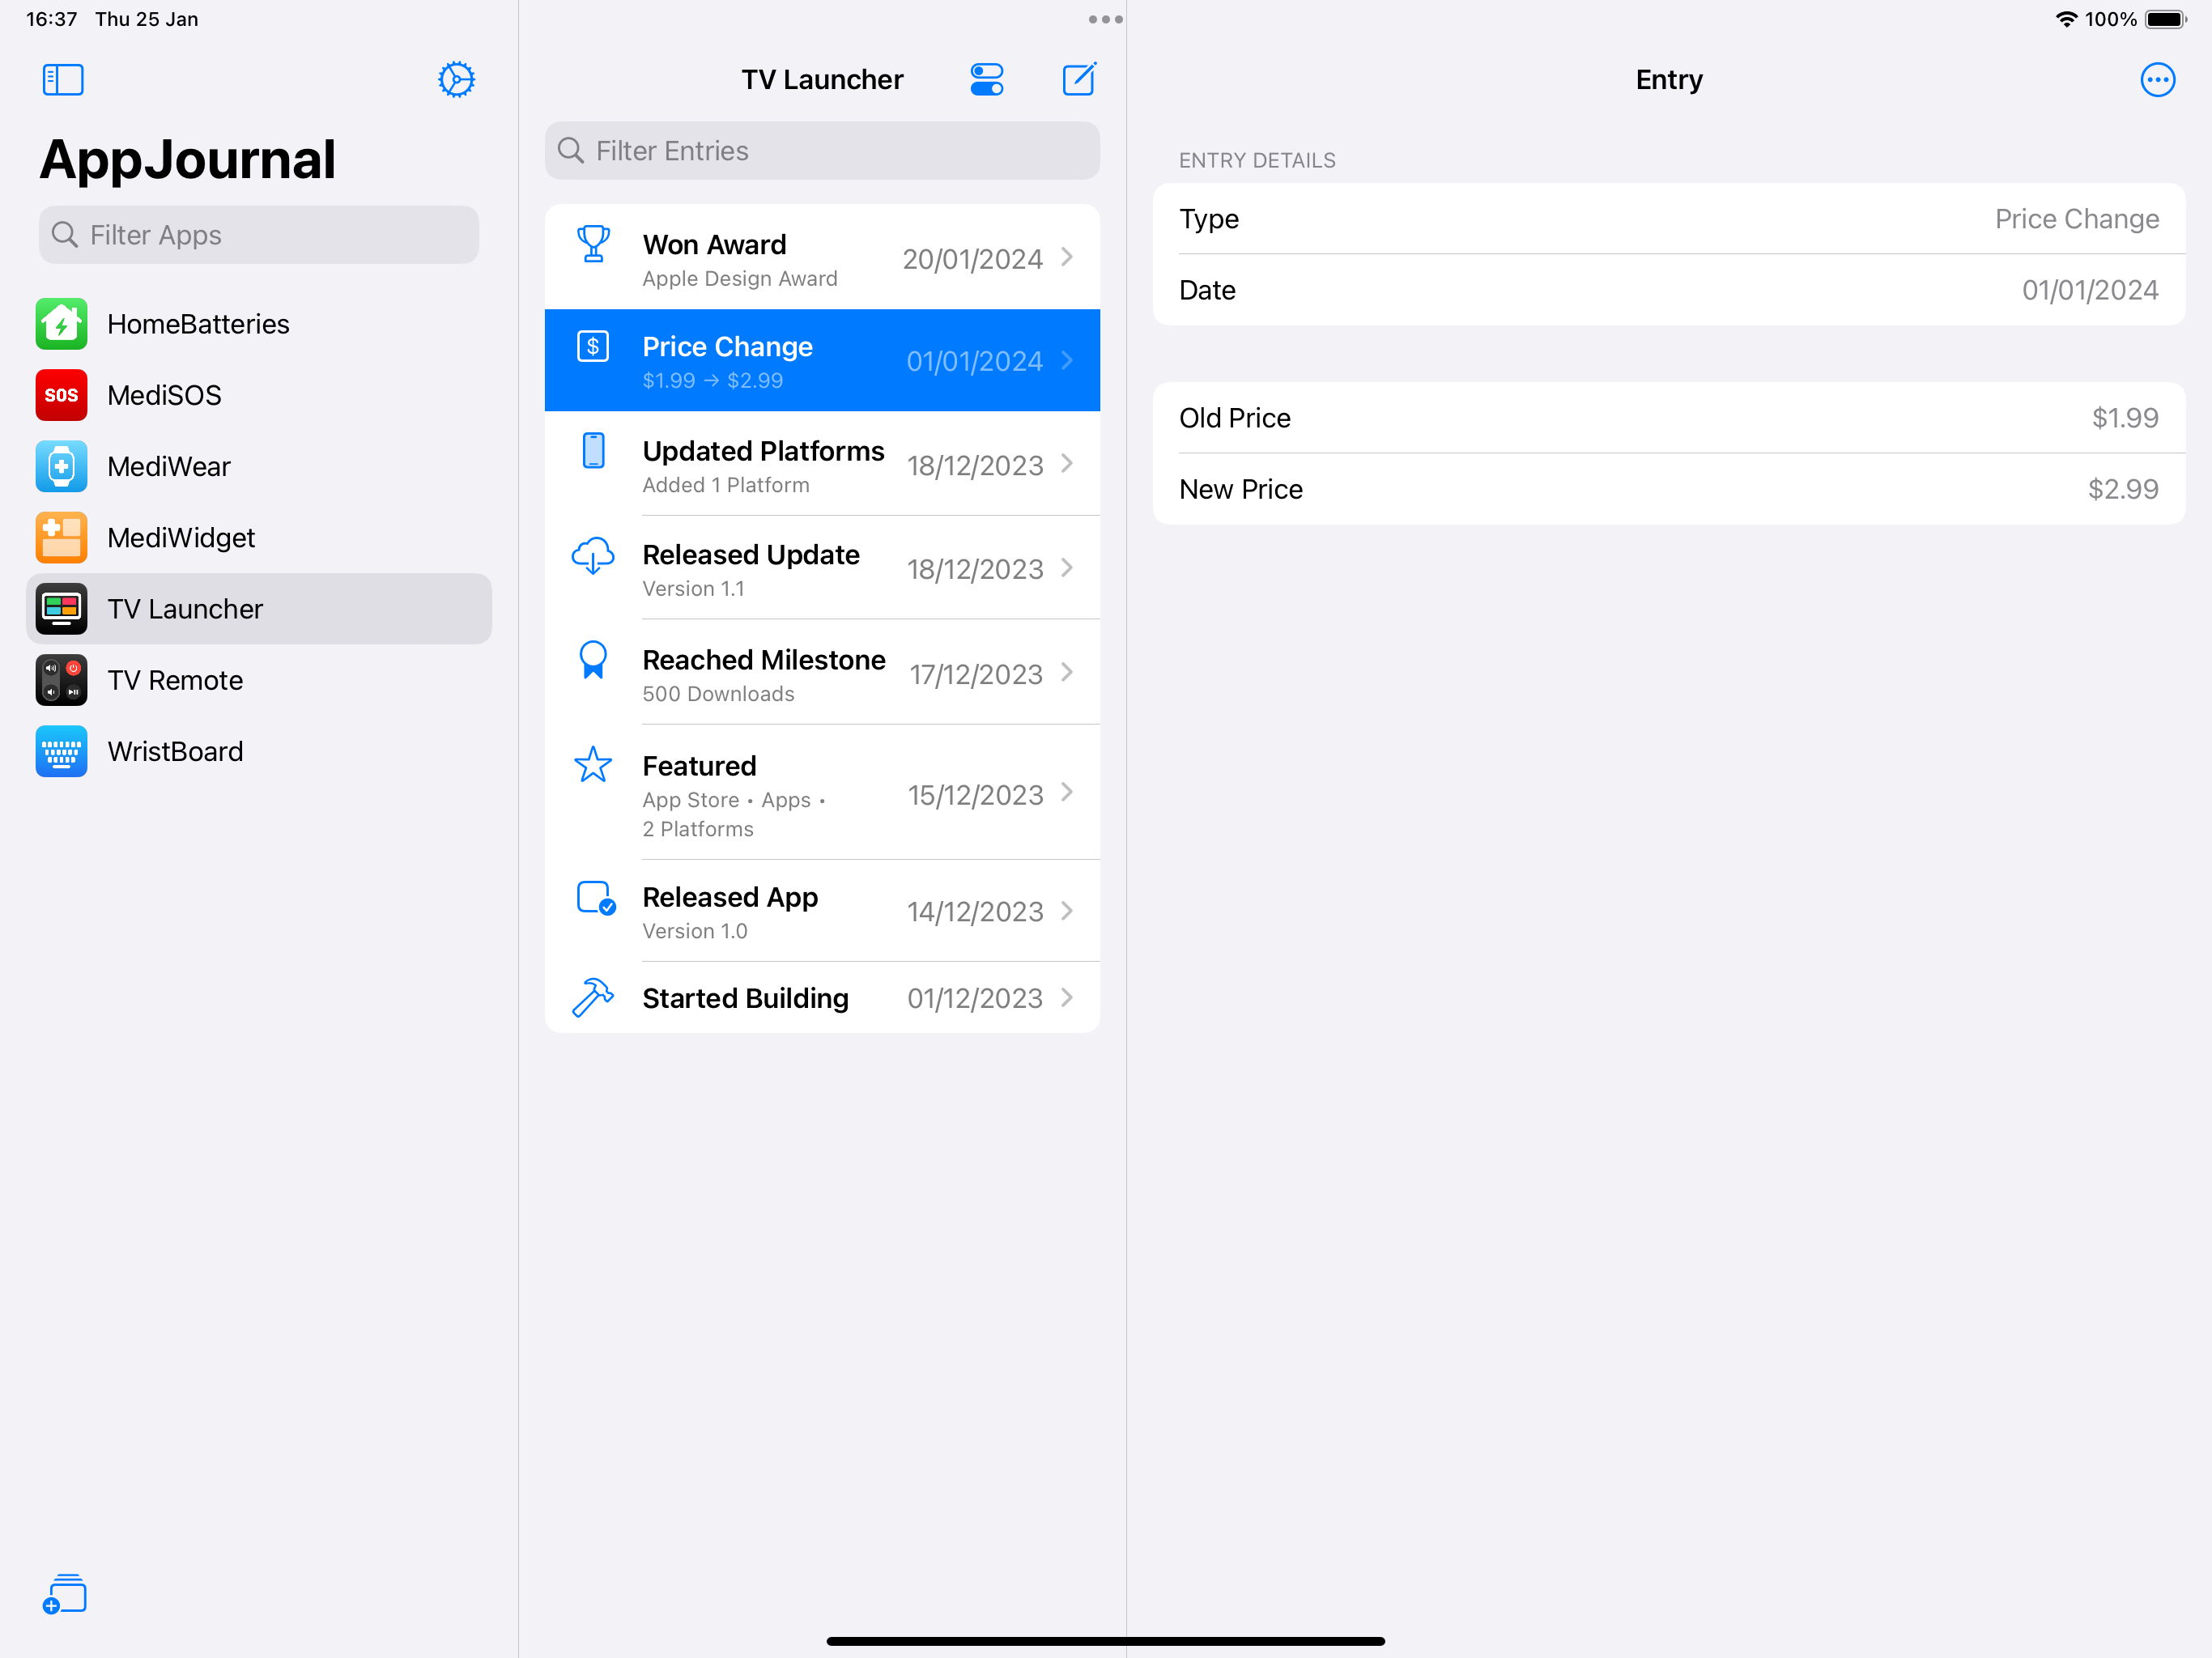 16:37 Thu 25 Jan
100%
AppJournal
Filter Apps
HomeBatteries
SOS
MediSOS
MediWear
MediWidget
TV Launcher
TV Remote
WristBoard
TV Launcher
Filter Entries
Won Award
Apple Design Award
20/01/2024
$
Price Change
$1.99 → $2.99
01/01/2024
Updated Platforms
Added 1 Platform
18/12/2023
Released Update
Version 1.1
18/12/2023
Reached Milestone
500 Downloads
17/12/2023
Featured
App Store • Apps •
2 Platforms
15/12/2023
Released App
Version 1.0
14/12/2023
Started Building
01/12/2023
Entry
ENTRY DETAILS
Type Price Change
Date 01/01/2024
Old Price $1.99
New Price $2.99